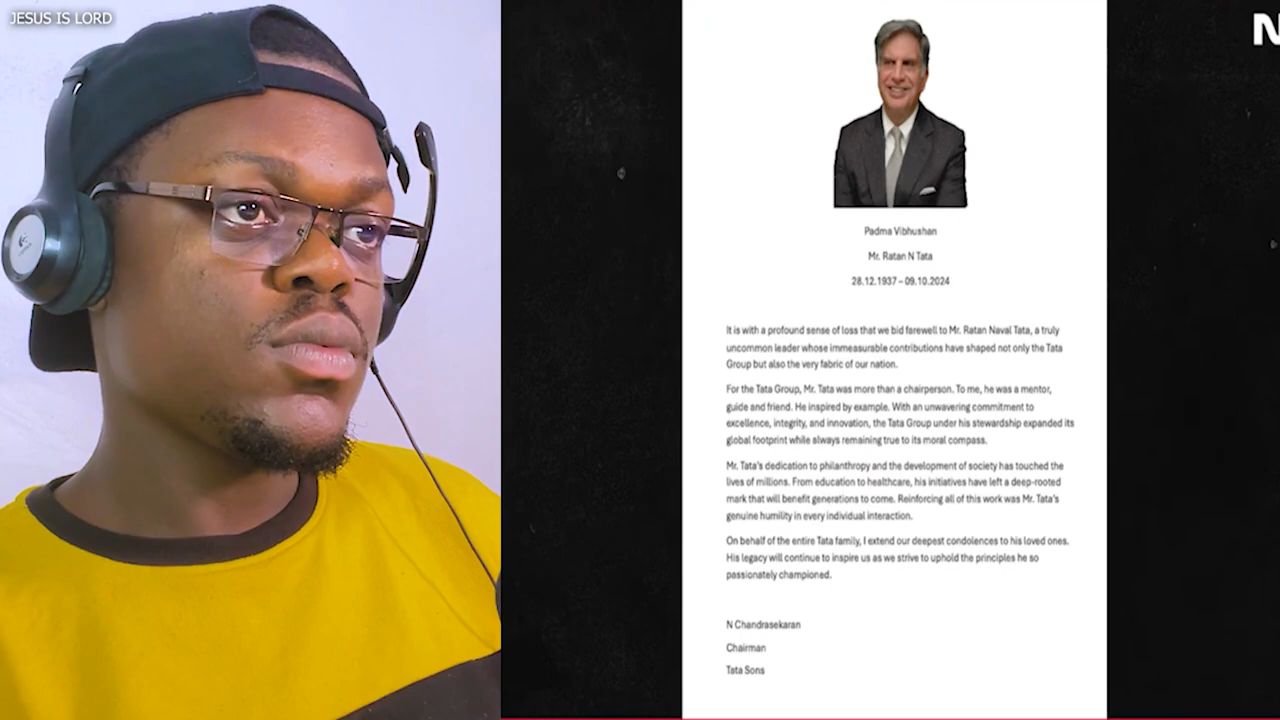 JESUS IS LORD
N
Padma Vibhushan
Mr. Ratan N Tata
28.12.1937 – 09.10.2024
It is with a profound sense of loss that we bid farewell to Mr. Ratan Naval Tata, a truly
uncommon leader whose immeasurable contributions have shaped not only the Tata
Group but also the very fabric of our nation.
For the Tata Group, Mr. Tata was more than a chairperson. To me, he was a mentor,
guide and friend. He inspired by example. With an unwavering commitment to
excellence, integrity, and innovation, the Tata Group under his stewardship expanded its
global footprint while always remaining true to its moral compass.
Mr. Tata's dedication to philanthropy and the development of society has touched the
lives of millions. From education to healthcare, his initiatives have left a deep-rooted
mark that will benefit generations to come. Reinforcing all of this work was Mr. Tata's
genuine humility in every individual interaction.
On behalf of the entire Tata family, I extend our deepest condolences to his loved ones.
His legacy will continue to inspire us as we strive to uphold the principles he so
passionately championed.
N Chandrasekaran
Chairman
Tata Sons